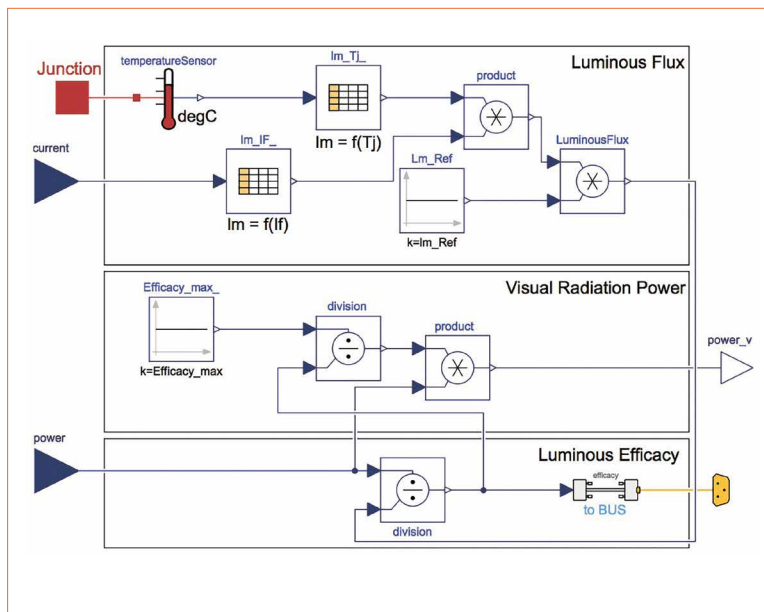 lm_Tj_
Luminous Flux
Junction
temperatureSensor
product
degC
lm = f(Tj)
current
lm_IF_
Lm_Ref
LuminousFlux
lm = f(If)
k=lm_Ref
Efficacy_max_
Visual Radiation Power
division
product
power_v
k=Efficacy_max
power
Luminous Efficacy
efficacy
to BUS
division